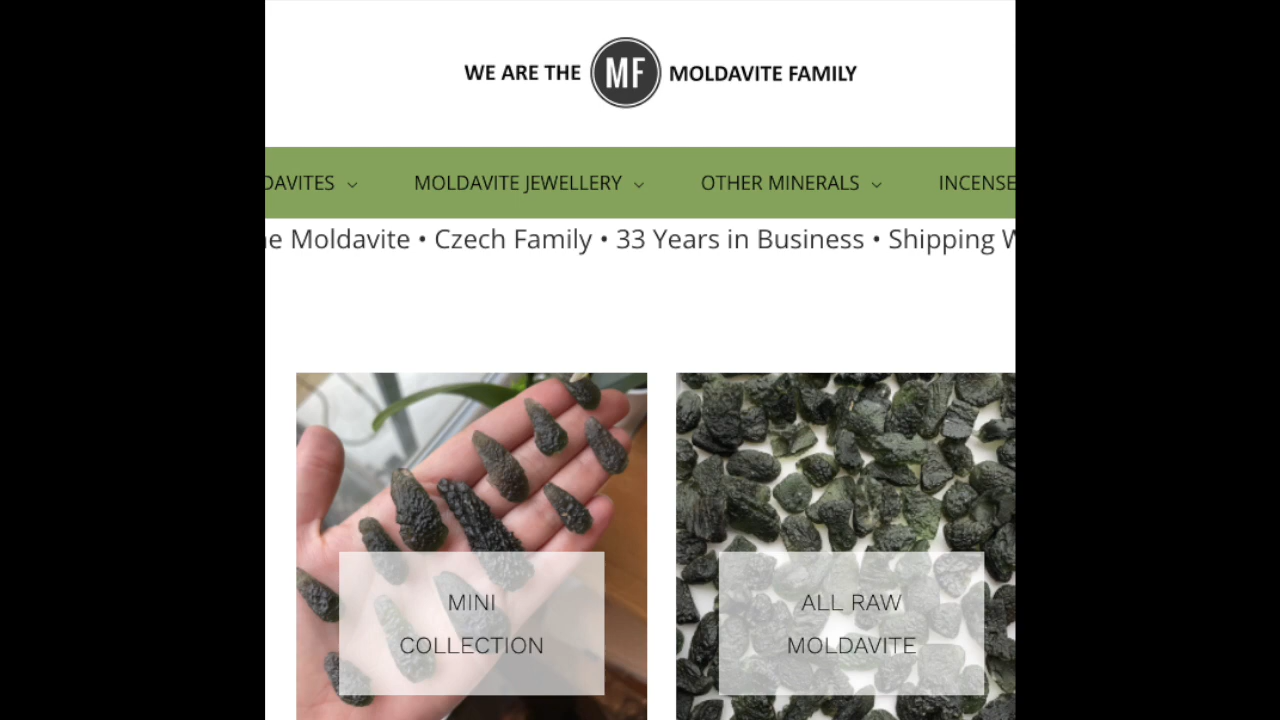 WE ARE THE MF MOLDAVITE FAMILY
DAVITES MOLDAVITE JEWELLERY OTHER MINERALS INCENSE
e Moldavite • Czech Family • 33 Years in Business • Shipping W
MINI
COLLECTION
ALL RAW
MOLDAVITE